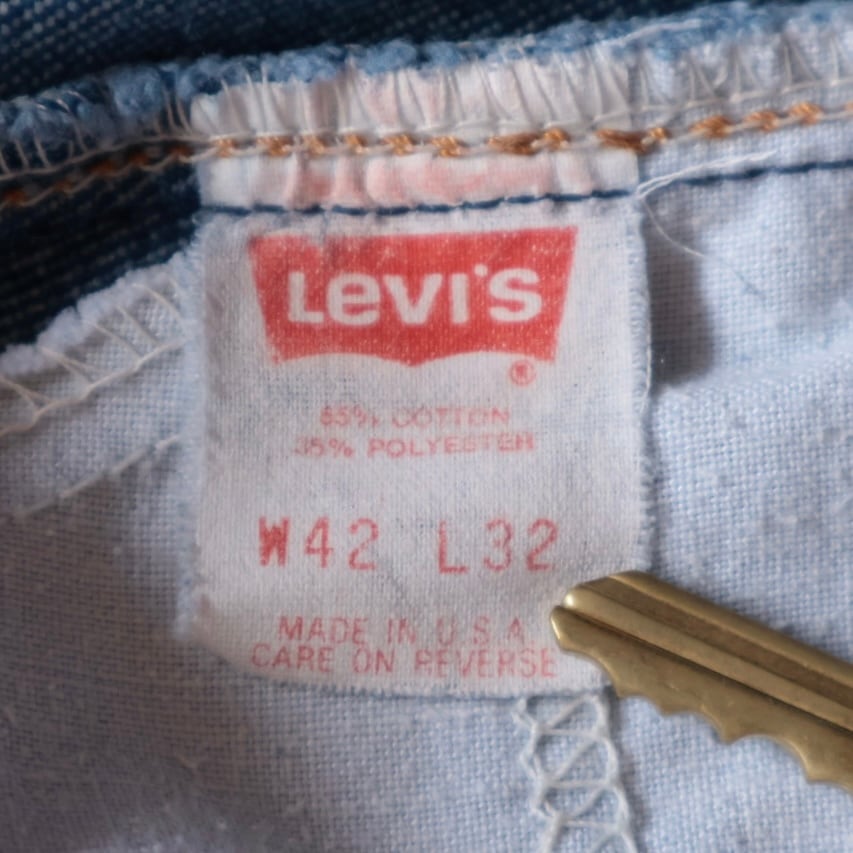 Levi's
®
65% COTTON
35% POLYESTER
W42 L32
MADE IN U.S.A.
CARE ON REVERSE